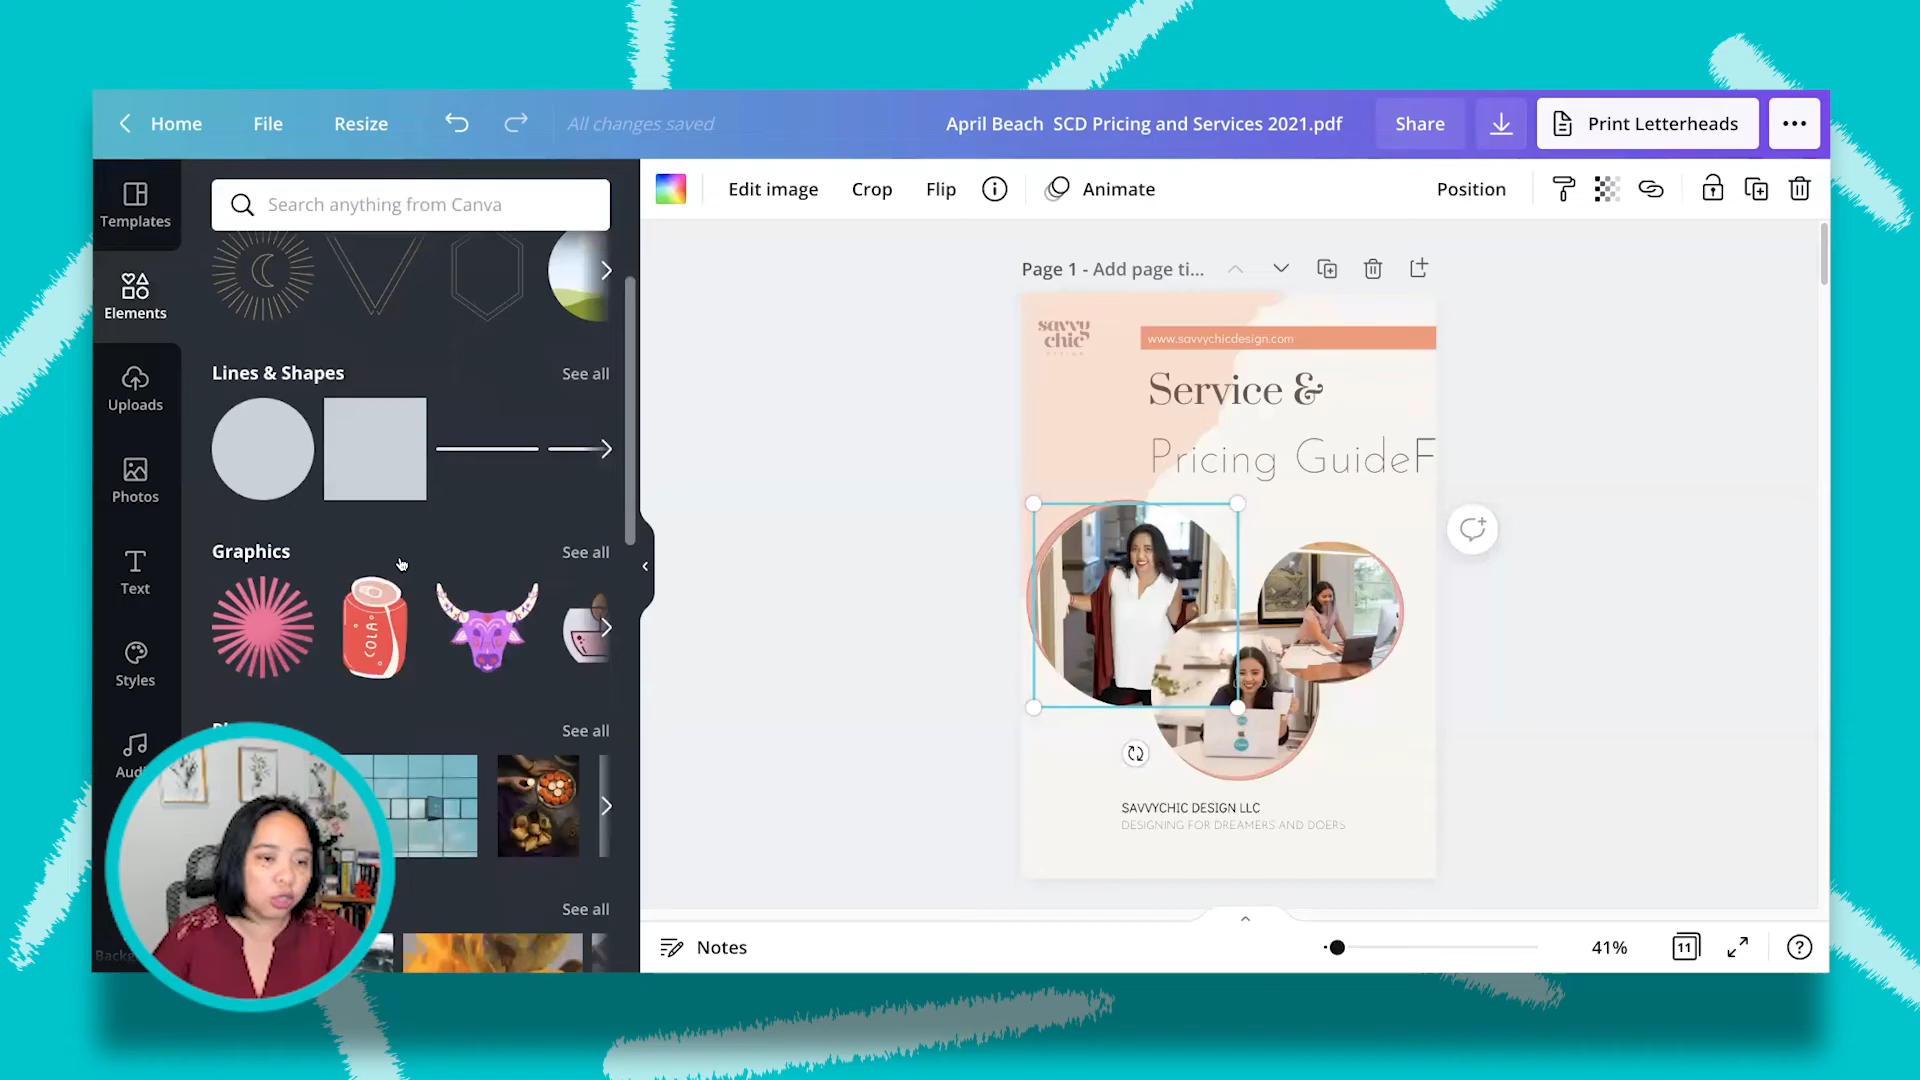 Home File Resize All changes saved April Beach SCD Pricing and Services 2021.pdf Share Print Letterheads
Templates
Elements
Uploads
Photos
Text
Styles
Search anything from Canva
Lines & Shapes See all
Graphics See all
COLA
See all
See all
Edit image Crop Flip Animate Position
Page 1 - Add page ti...
savvy
chic
DESIGN
www.savvychicdesign.com
Service &
Pricing GuideF
SAVVYCHIC DESIGN LLC
DESIGNING FOR DREAMERS AND DOERS
Notes 41% 11